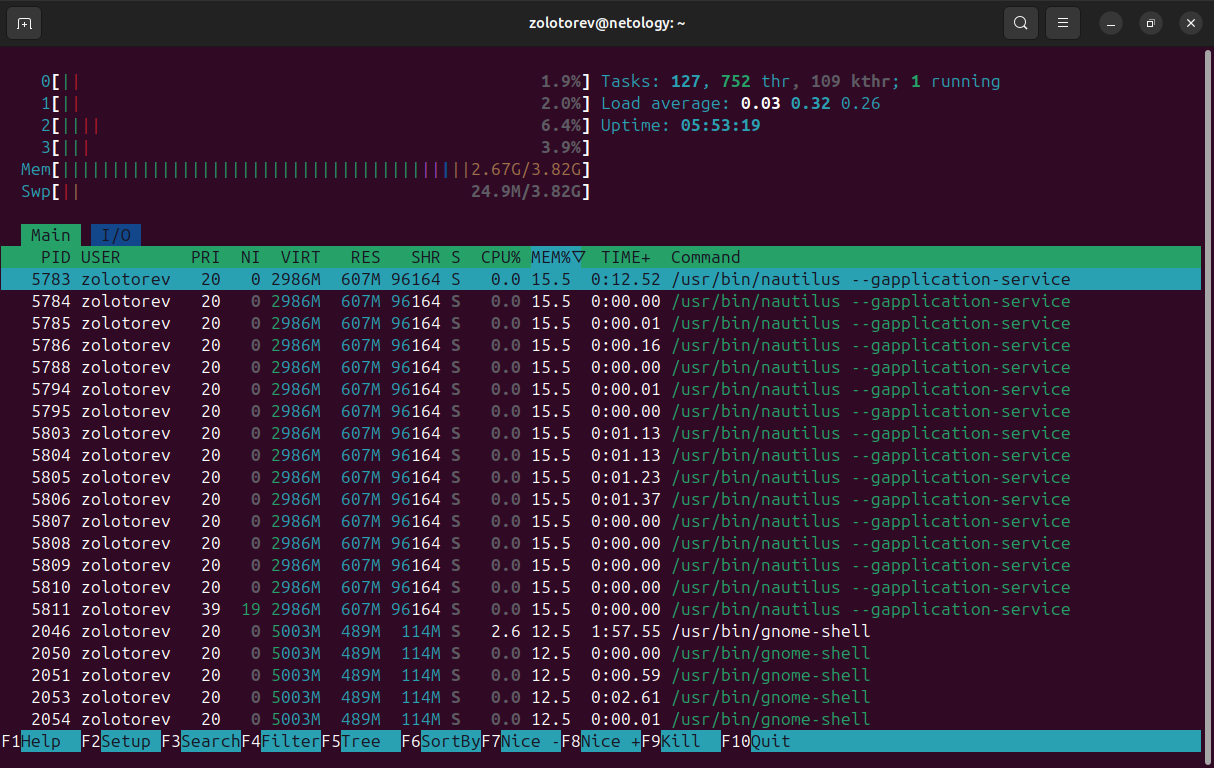 zolotorev@netology: ~
0[|| 1.9%] Tasks: 127, 752 thr, 109 kthr; 1 running
1[|| 2.0%] Load average: 0.03 0.32 0.26
2[|||| 6.4%] Uptime: 05:53:19
3[||| 3.9%]
Mem[|||||||||||||||||||||||||||||||||||||||||2.67G/3.82G]
Swp[|| 24.9M/3.82G]
Main I/O
PID USER PRI NI VIRT RES SHR S CPU% MEM%▽ TIME+ Command
5783 zolotorev 20 0 2986M 607M 96164 S 0.0 15.5 0:12.52 /usr/bin/nautilus --gapplication-service
5784 zolotorev 20 0 2986M 607M 96164 S 0.0 15.5 0:00.00 /usr/bin/nautilus --gapplication-service
5785 zolotorev 20 0 2986M 607M 96164 S 0.0 15.5 0:00.01 /usr/bin/nautilus --gapplication-service
5786 zolotorev 20 0 2986M 607M 96164 S 0.0 15.5 0:00.16 /usr/bin/nautilus --gapplication-service
5788 zolotorev 20 0 2986M 607M 96164 S 0.0 15.5 0:00.00 /usr/bin/nautilus --gapplication-service
5794 zolotorev 20 0 2986M 607M 96164 S 0.0 15.5 0:00.01 /usr/bin/nautilus --gapplication-service
5795 zolotorev 20 0 2986M 607M 96164 S 0.0 15.5 0:00.00 /usr/bin/nautilus --gapplication-service
5803 zolotorev 20 0 2986M 607M 96164 S 0.0 15.5 0:01.13 /usr/bin/nautilus --gapplication-service
5804 zolotorev 20 0 2986M 607M 96164 S 0.0 15.5 0:01.13 /usr/bin/nautilus --gapplication-service
5805 zolotorev 20 0 2986M 607M 96164 S 0.0 15.5 0:01.23 /usr/bin/nautilus --gapplication-service
5806 zolotorev 20 0 2986M 607M 96164 S 0.0 15.5 0:01.37 /usr/bin/nautilus --gapplication-service
5807 zolotorev 20 0 2986M 607M 96164 S 0.0 15.5 0:00.00 /usr/bin/nautilus --gapplication-service
5808 zolotorev 20 0 2986M 607M 96164 S 0.0 15.5 0:00.00 /usr/bin/nautilus --gapplication-service
5809 zolotorev 20 0 2986M 607M 96164 S 0.0 15.5 0:00.00 /usr/bin/nautilus --gapplication-service
5810 zolotorev 20 0 2986M 607M 96164 S 0.0 15.5 0:00.00 /usr/bin/nautilus --gapplication-service
5811 zolotorev 39 19 2986M 607M 96164 S 0.0 15.5 0:00.00 /usr/bin/nautilus --gapplication-service
2046 zolotorev 20 0 5003M 489M 114M S 2.6 12.5 1:57.55 /usr/bin/gnome-shell
2050 zolotorev 20 0 5003M 489M 114M S 0.0 12.5 0:00.00 /usr/bin/gnome-shell
2051 zolotorev 20 0 5003M 489M 114M S 0.0 12.5 0:00.59 /usr/bin/gnome-shell
2053 zolotorev 20 0 5003M 489M 114M S 0.0 12.5 0:02.61 /usr/bin/gnome-shell
2054 zolotorev 20 0 5003M 489M 114M S 0.0 12.5 0:00.01 /usr/bin/gnome-shell
F1Help F2Setup F3SearchF4FilterF5Tree F6SortByF7Nice -F8Nice +F9Kill F10Quit